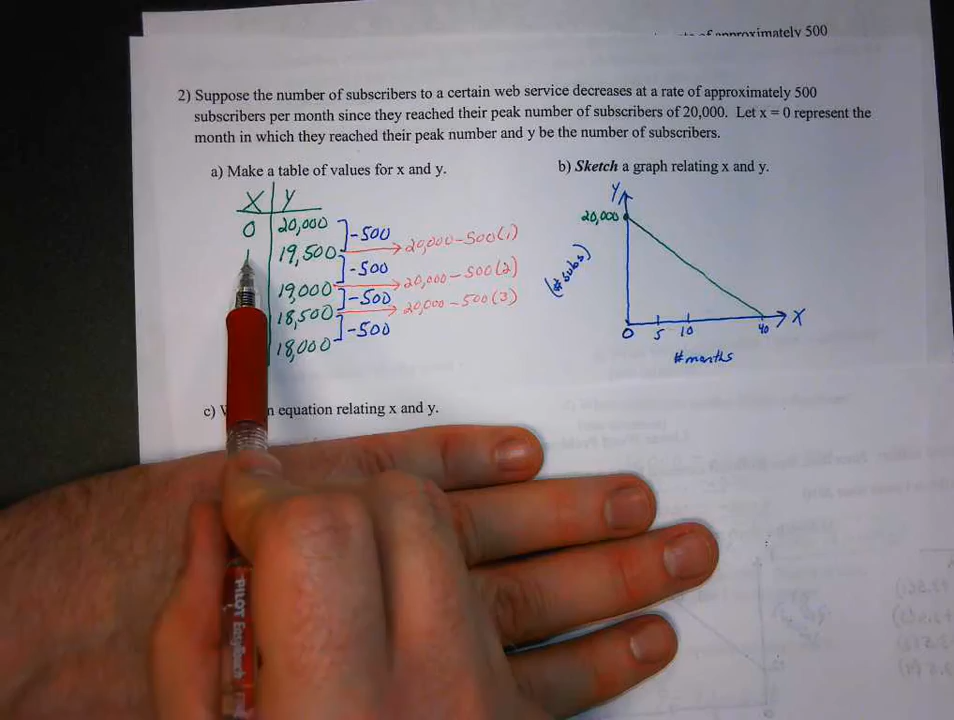 of approximately 500
2) Suppose the number of subscribers to a certain web service decreases at a rate of approximately 500
subscribers per month since they reached their peak number of subscribers of 20,000. Let x = 0 represent the
month in which they reached their peak number and y be the number of subscribers.
a) Make a table of values for x and y.
X Y
0 20,000
-500
1 19,500 20,000-500(1)
-500
19,000 20,000-500(2)
-500
18,500 20,000-500(3)
-500
18,000
b) Sketch a graph relating x and y.
Y
20,000
(#subs)
0 5 10 40 X
#months
c) equation relating x and y.
PILOT